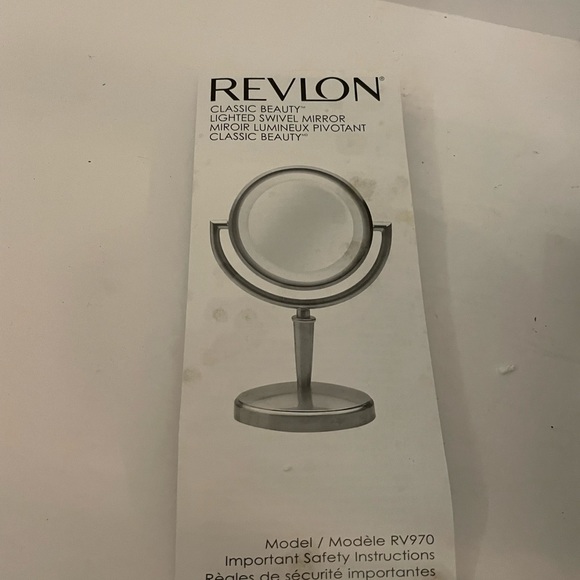 REVLON®
CLASSIC BEAUTY™
LIGHTED SWIVEL MIRROR
MIROIR LUMINEUX PIVOTANT
CLASSIC BEAUTYᴹᶜ
Model / Modèle RV970
Important Safety Instructions
Règles de sécurité importantes